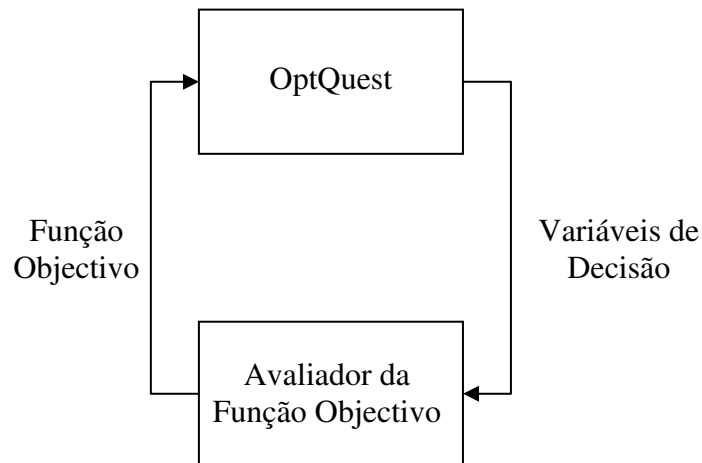 OptQuest
Função
Objectivo
Variáveis de
Decisão
Avaliador da
Função Objectivo